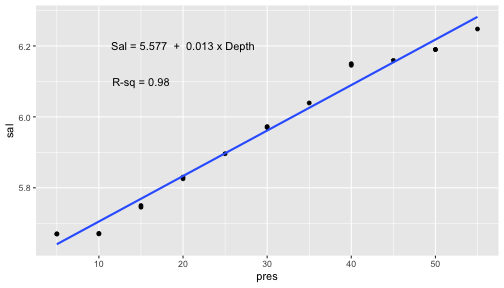 Sal = 5.577  +  0.013 x Depth
R-sq = 0.98
6.2
6.0
5.8
sal
10
20
30
40
50
pres